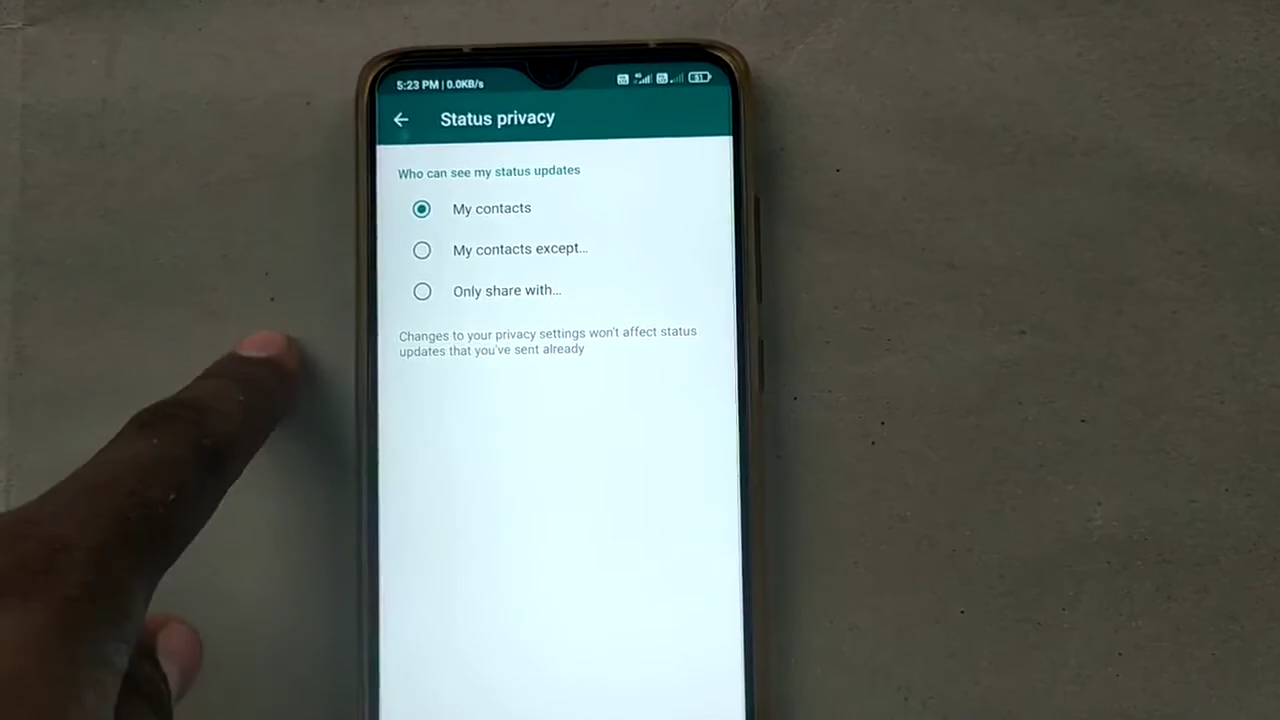 5:23 PM | 0.0KB/s 51
Status privacy
Who can see my status updates
My contacts
My contacts except...
Only share with...
Changes to your privacy settings won't affect status
updates that you've sent already